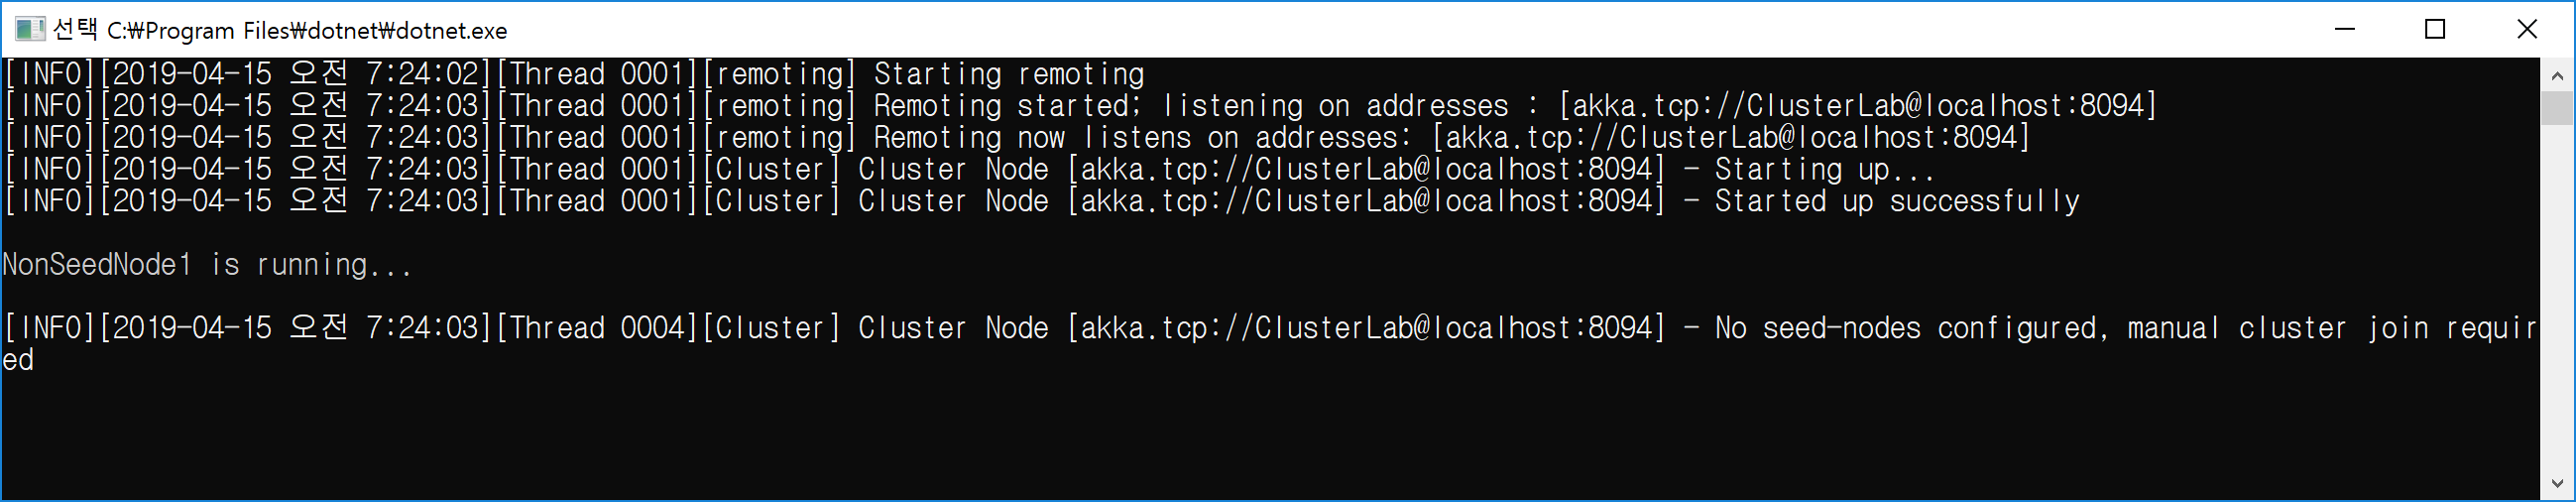 선택 C:₩Program Files₩dotnet₩dotnet.exe
[INFO][2019-04-15 오전 7:24:02][Thread 0001][remoting] Starting remoting
[INFO][2019-04-15 오전 7:24:03][Thread 0001][remoting] Remoting started; listening on addresses : [akka.tcp://ClusterLab@localhost:8094]
[INFO][2019-04-15 오전 7:24:03][Thread 0001][remoting] Remoting now listens on addresses: [akka.tcp://ClusterLab@localhost:8094]
[INFO][2019-04-15 오전 7:24:03][Thread 0001][Cluster] Cluster Node [akka.tcp://ClusterLab@localhost:8094] - Starting up...
[INFO][2019-04-15 오전 7:24:03][Thread 0001][Cluster] Cluster Node [akka.tcp://ClusterLab@localhost:8094] - Started up successfully
NonSeedNode1 is running...
[INFO][2019-04-15 오전 7:24:03][Thread 0004][Cluster] Cluster Node [akka.tcp://ClusterLab@localhost:8094] - No seed-nodes configured, manual cluster join requir
ed